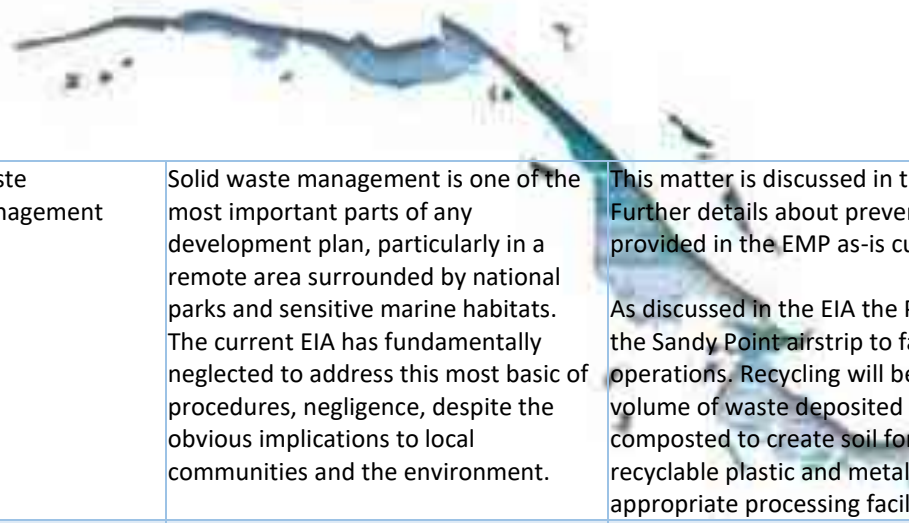 ste
nagement
Solid waste management is one of the
most important parts of any
development plan, particularly in a
remote area surrounded by national
parks and sensitive marine habitats.
The current EIA has fundamentally
neglected to address this most basic of
procedures, negligence, despite the
obvious implications to local
communities and the environment.
This matter is discussed in t
Further details about preve
provided in the EMP as-is cu
As discussed in the EIA the
the Sandy Point airstrip to fa
operations. Recycling will be
volume of waste deposited
composted to create soil for
recyclable plastic and metal
appropriate processing facil